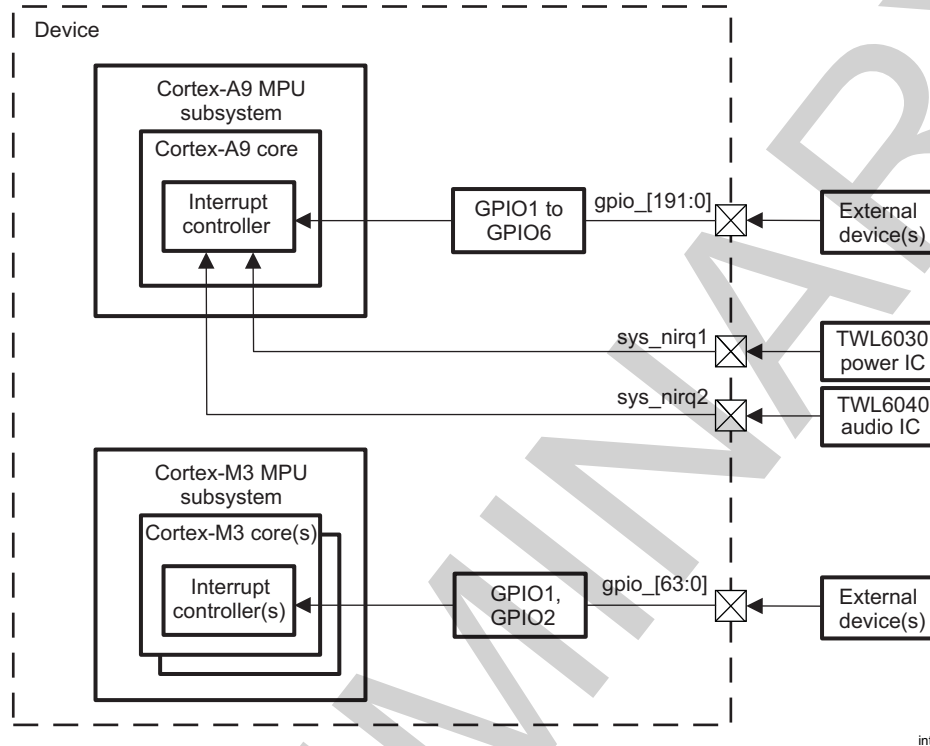 Device
Cortex-A9 MPU
subsystem
Cortex-A9 core
Interrupt
controller
GPIO1 to
GPIO6
gpio_[191:0]
External
device(s)
sys_nirq1
TWL6030
power IC
sys_nirq2
TWL6040
audio IC
Cortex-M3 MPU
subsystem
Cortex-M3 core(s)
Interrupt
controller(s)
GPIO1,
GPIO2
gpio_[63:0]
External
device(s)